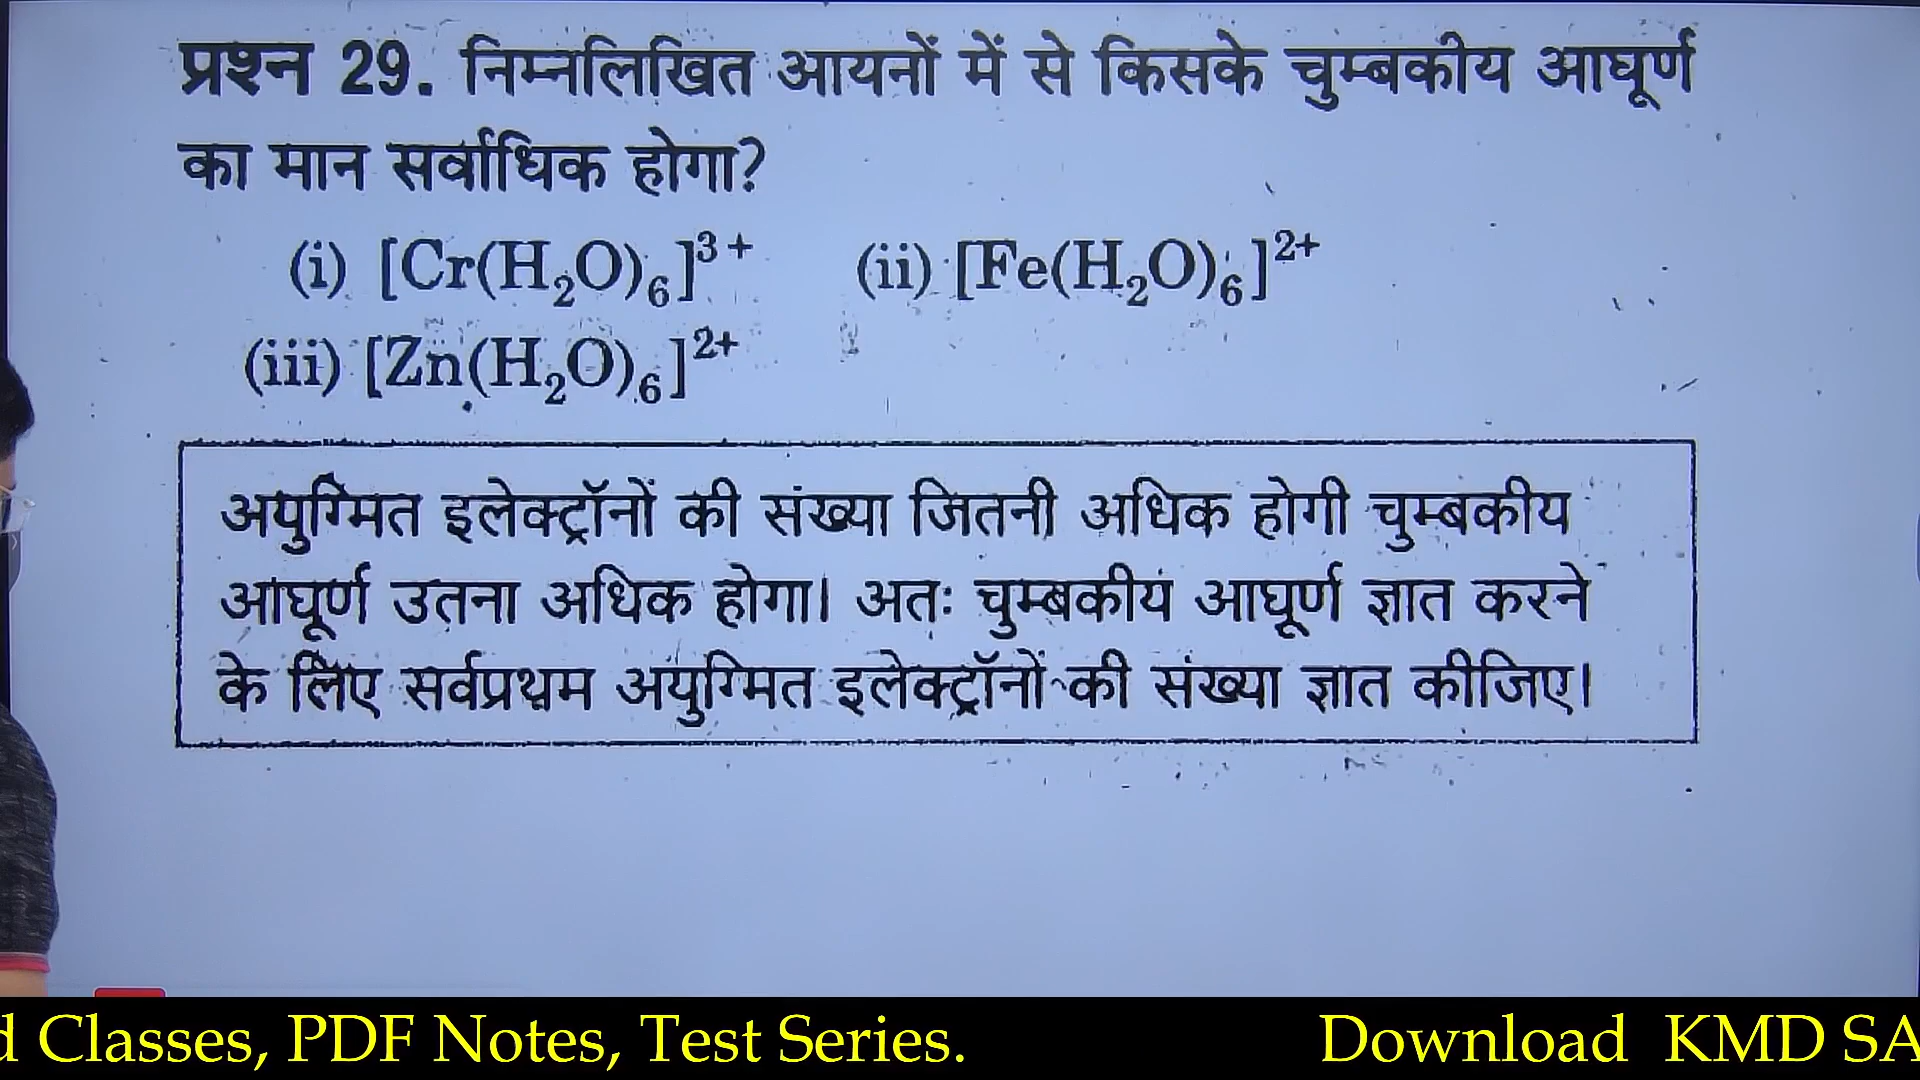 प्रश्न 29. निम्नलिखित आयनों में से किसके चुम्बकीय आघूर्ण
का मान सर्वाधिक होगा?
(i) [Cr(H₂O)₆]³⁺ (ii) [Fe(H₂O)₆]²⁺
(iii) [Zn(H₂O)₆]²⁺
अयुग्मित इलेक्ट्रॉनों की संख्या जितनी अधिक होगी चुम्बकीय
आघूर्ण उतना अधिक होगा। अतः चुम्बकीय आघूर्ण ज्ञात करने
के लिए सर्वप्रथम अयुग्मित इलेक्ट्रॉनों की संख्या ज्ञात कीजिए।
d Classes, PDF Notes, Test Series. Download KMD SA